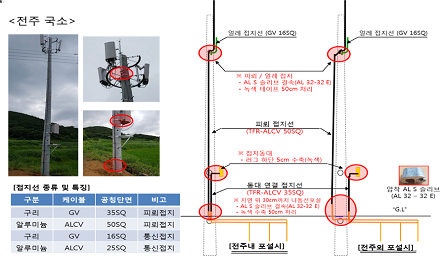 <전주 국소>
열레 접지선 (GV 16SQ)
열레 접지선 (GV 16SQ)
※ 피뢰 / 열레 접지
- AL S 슬리브 결속(AL 32-32 E)
- 녹색 테이프 50cm 처리
피뢰 접지선
(TFR-ALCV 50SQ)
※ 접지동대
- 러그 하단 5cm 수축(녹색)
동대 연결 접지선
(TFR-ALCV 35SQ)
※ 지면 위 30cm까지 나동선포설
- AL S 슬리브 결속(AL 32-32 E)
- 녹색 수축 50cm 처리
압착 AL S 슬리브
(AL 32 – 32 E)
"G.L"
[전주내 포설시]
[전주외 포설시]
[접지선 종류 및 특징]
구분 케이블 공칭단면 비고
구리 GV 35SQ 피뢰접지
알루미늄 ALCV 50SQ 피뢰접지
구리 GV 16SQ 통신접지
알루미늄 ALCV 25SQ 통신접지